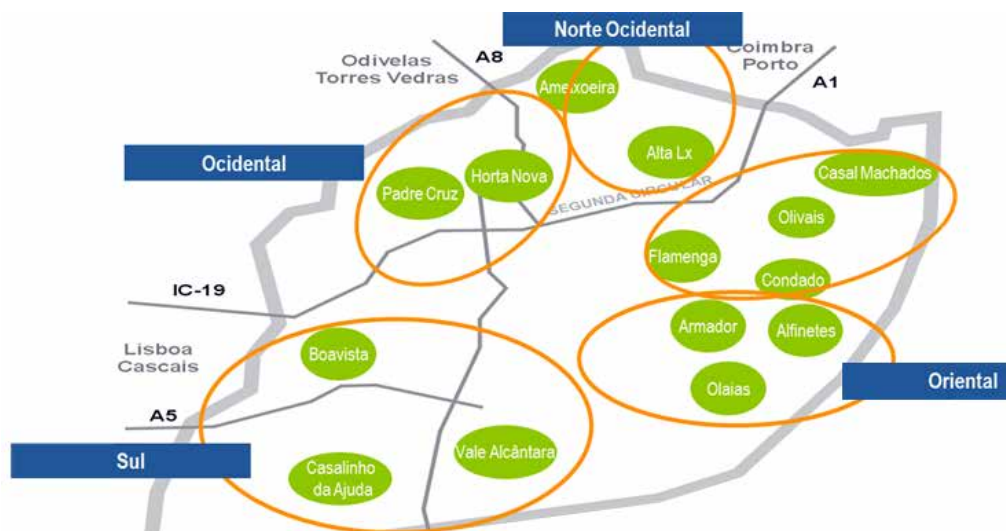 Norte Ocidental
A8
Odivelas
Torres Vedras
Coimbra
Porto
A1
Ameixoeira
Ocidental
Alta Lx
Horta Nova
Padre Cruz
Casal Machados
SEGUNDA CIRCULAR
Olivais
Flamenga
Condado
IC-19
Armador
Alfinetes
Lisboa
Cascais
Boavista
Olaias
Oriental
A5
Sul
Vale Alcântara
Casalinho
da Ajuda